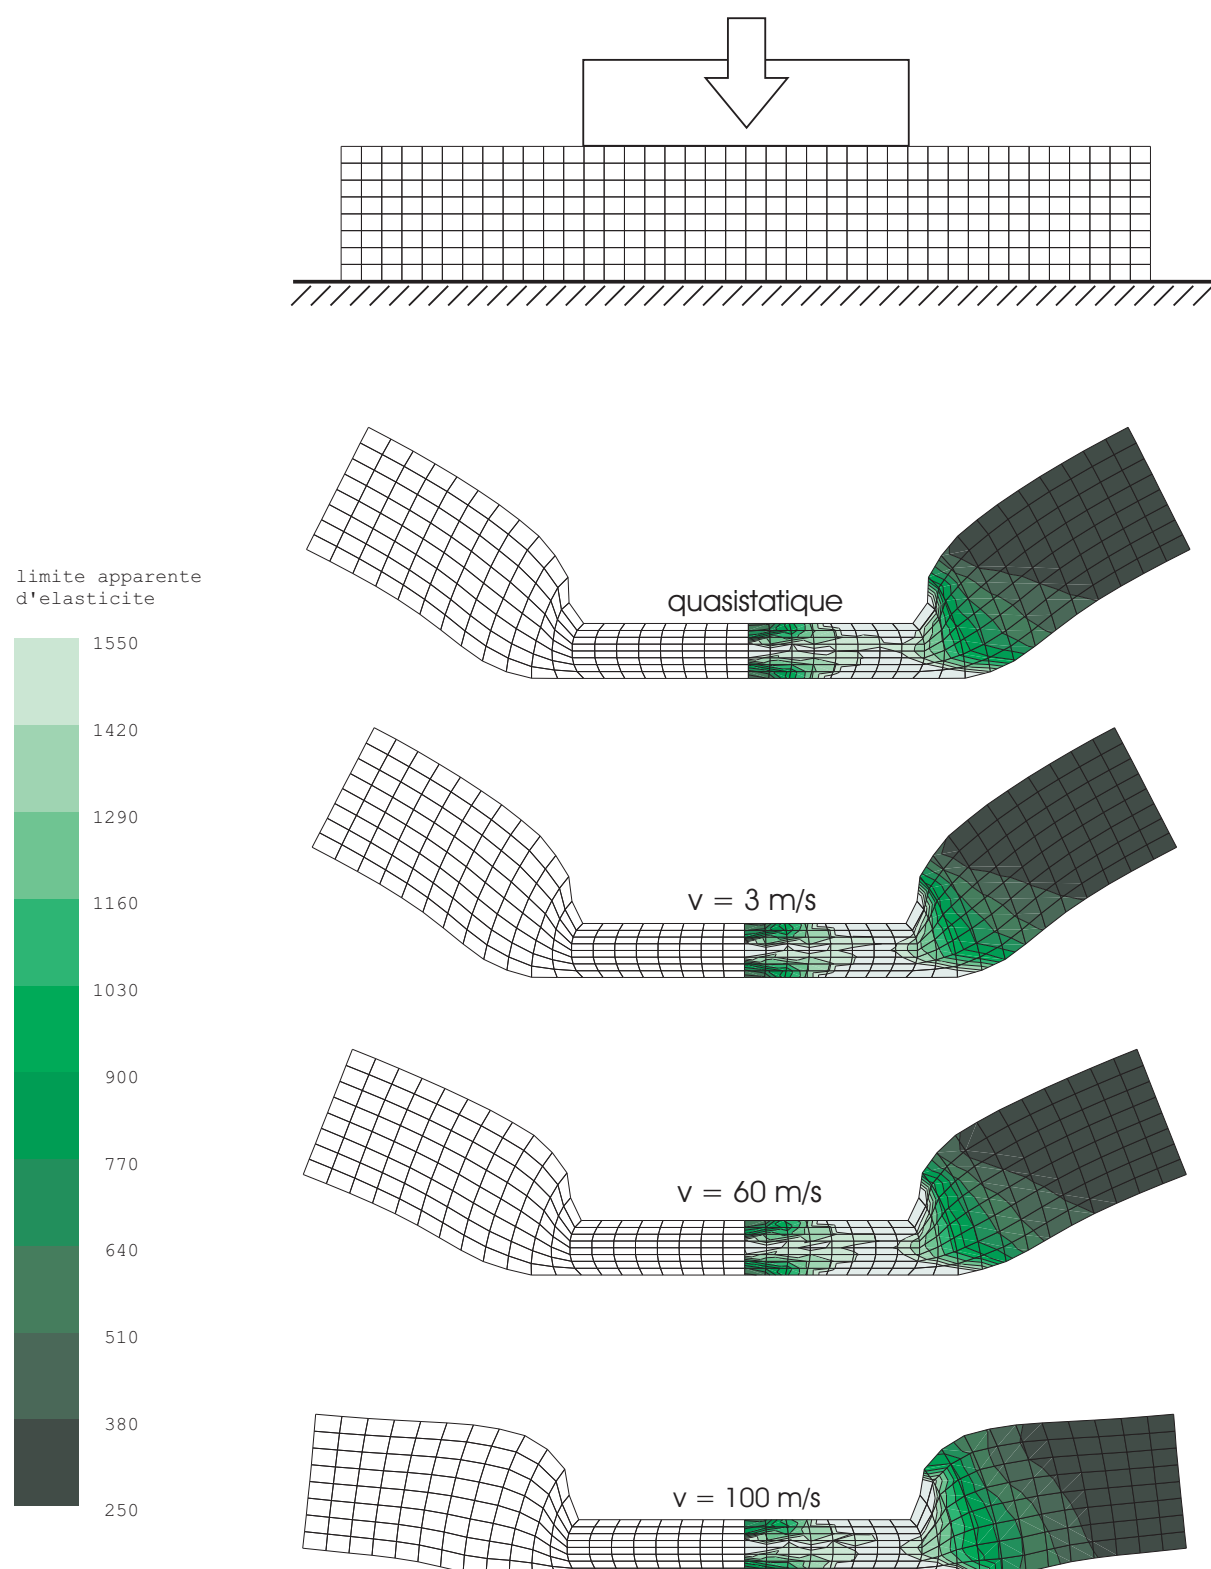 quasistatique
limite apparente
d'elasticite
1550
1420
1290
1160
1030
900
770
640
510
380
250
v = 3 m/s
v = 60 m/s
v = 100 m/s